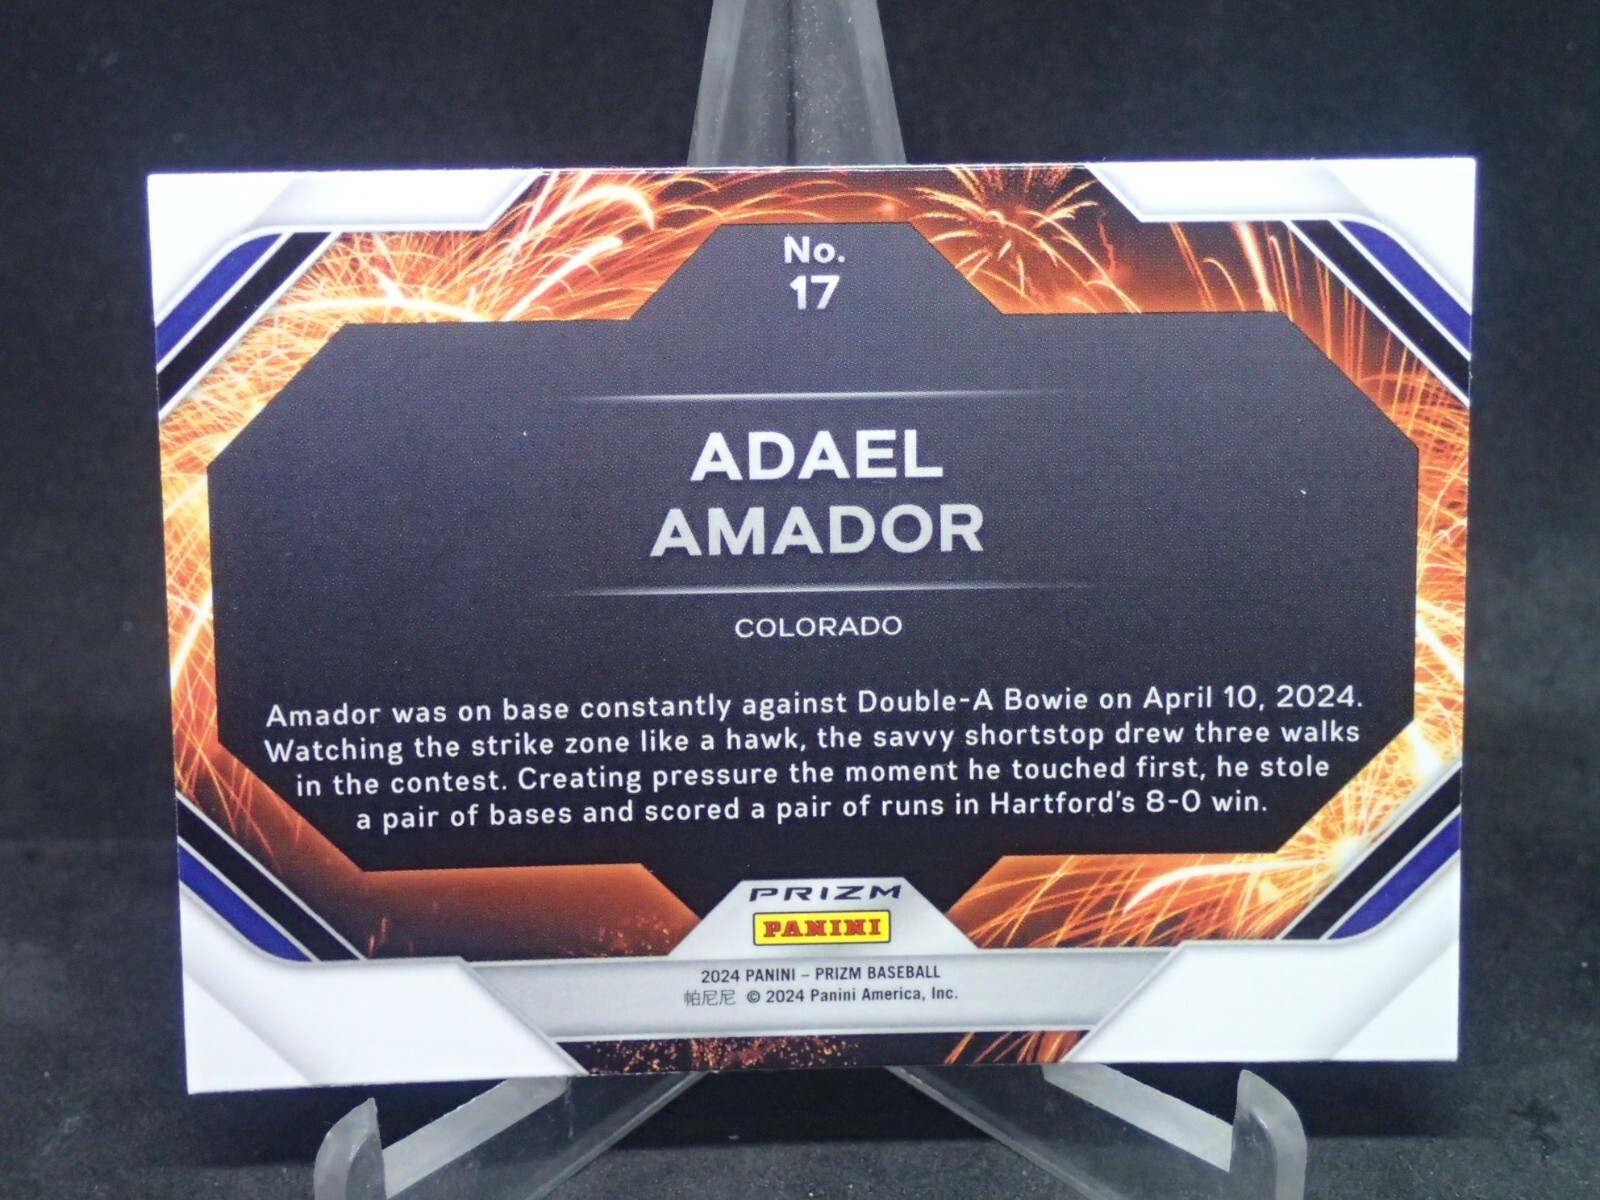 No.
17
ADAEL
AMADOR
COLORADO
Amador was on base constantly against Double-A Bowie on April 10, 2024.
Watching the strike zone like a hawk, the savvy shortstop drew three walks
in the contest. Creating pressure the moment he touched first, he stole
a pair of bases and scored a pair of runs in Hartford's 8-0 win.
PRIZM
PANINI
2024 PANINI – PRIZM BASEBALL
帕尼尼 © 2024 Panini America, Inc.